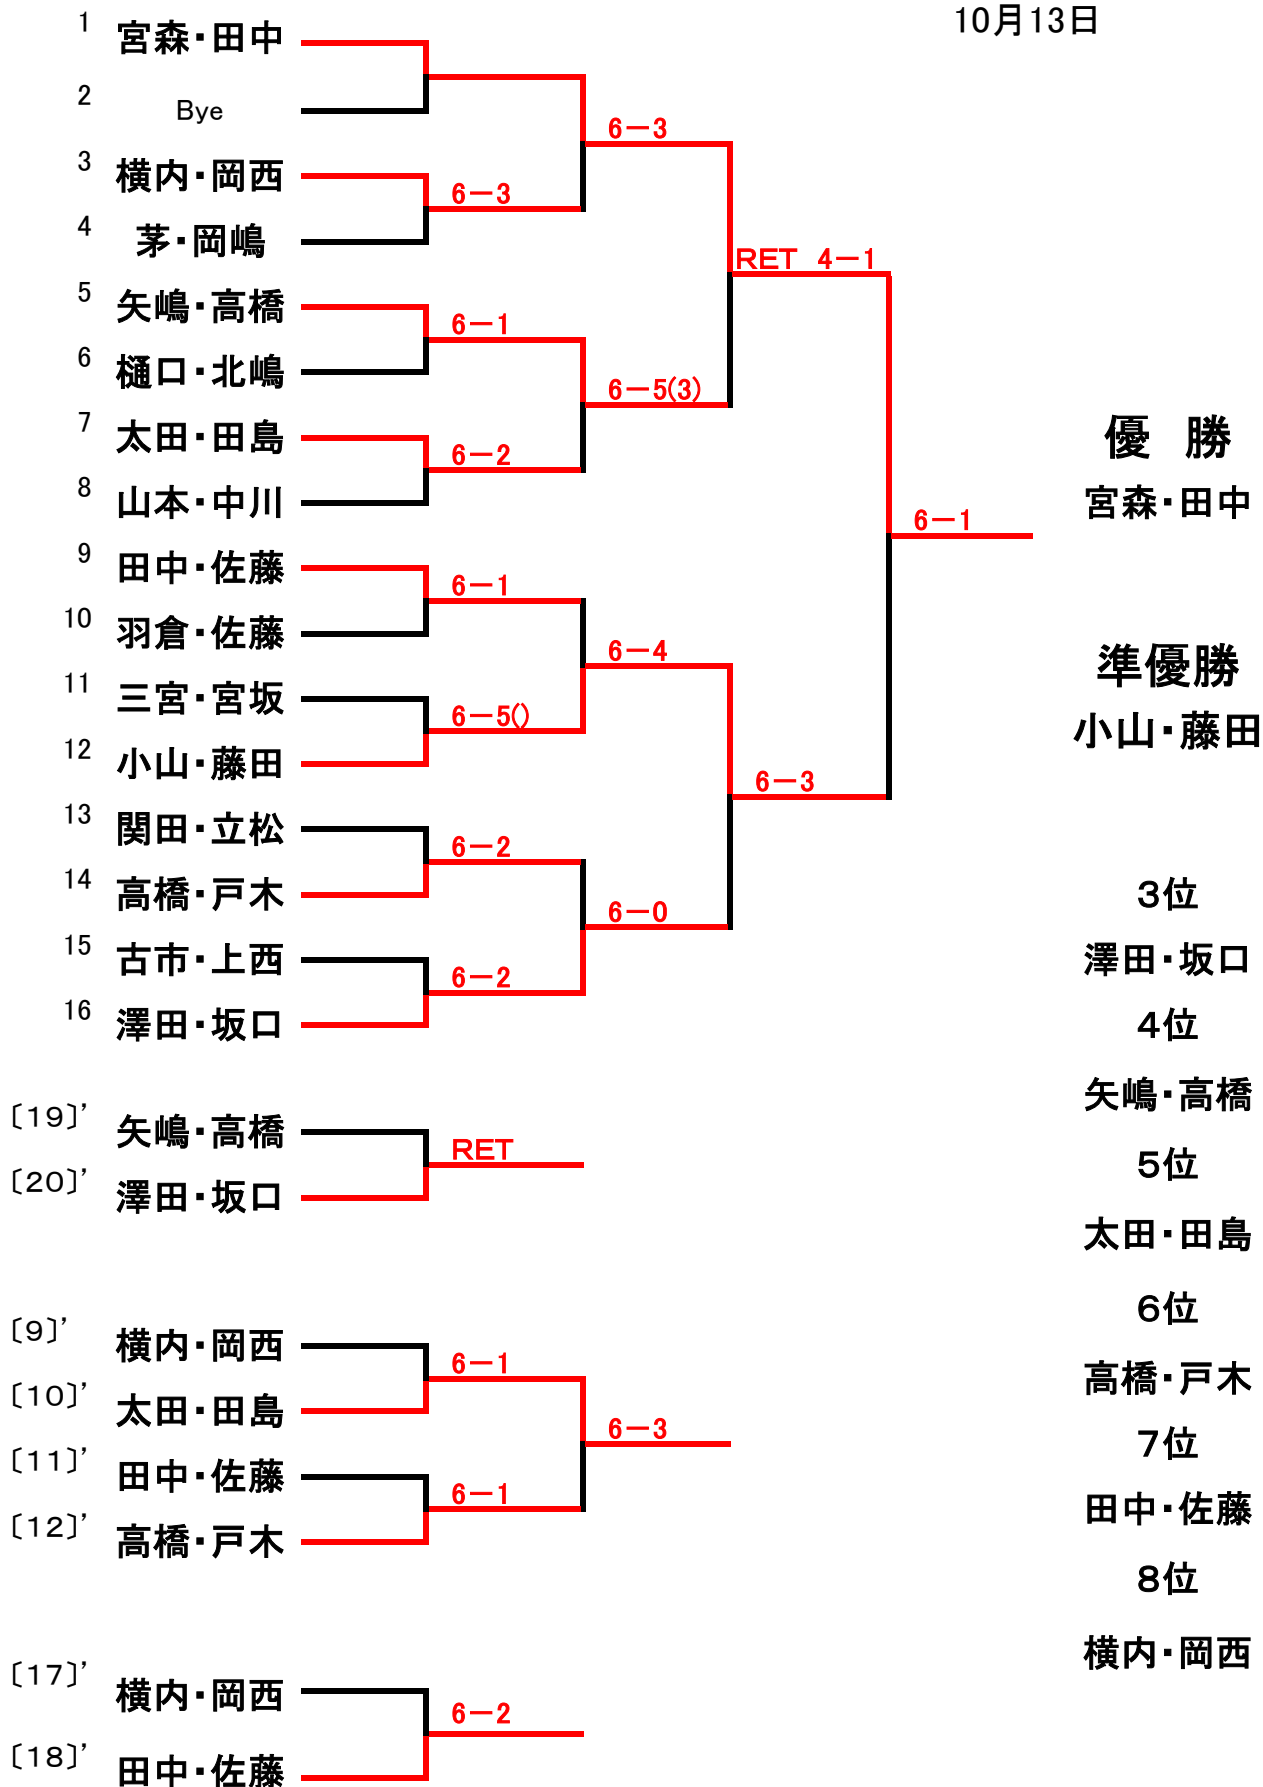 10月13日
1 宮森・田中
2 Bye
6－3
3 横内・岡西
6－3
4 茅・岡嶋
RET 4－1
5 矢嶋・高橋
6－1
6 樋口・北嶋
6－5(3)
7 太田・田島
優 勝
6－2
8 山本・中川
宮森・田中
6－1
9 田中・佐藤
6－1
10 羽倉・佐藤
6－4
準優勝
11 三宮・宮坂
6－5()
小山・藤田
12 小山・藤田
6－3
13 関田・立松
6－2
14 高橋・戸木
3位
6－0
15 古市・上西
澤田・坂口
6－2
16 澤田・坂口
4位
〔19〕’ 矢嶋・高橋
矢嶋・高橋
RET
5位
〔20〕’ 澤田・坂口
太田・田島
6位
〔9〕’ 横内・岡西
6－1
高橋・戸木
〔10〕’ 太田・田島
6－3
7位
〔11〕’ 田中・佐藤
6－1
田中・佐藤
〔12〕’ 高橋・戸木
8位
横内・岡西
〔17〕’ 横内・岡西
6－2
〔18〕’ 田中・佐藤